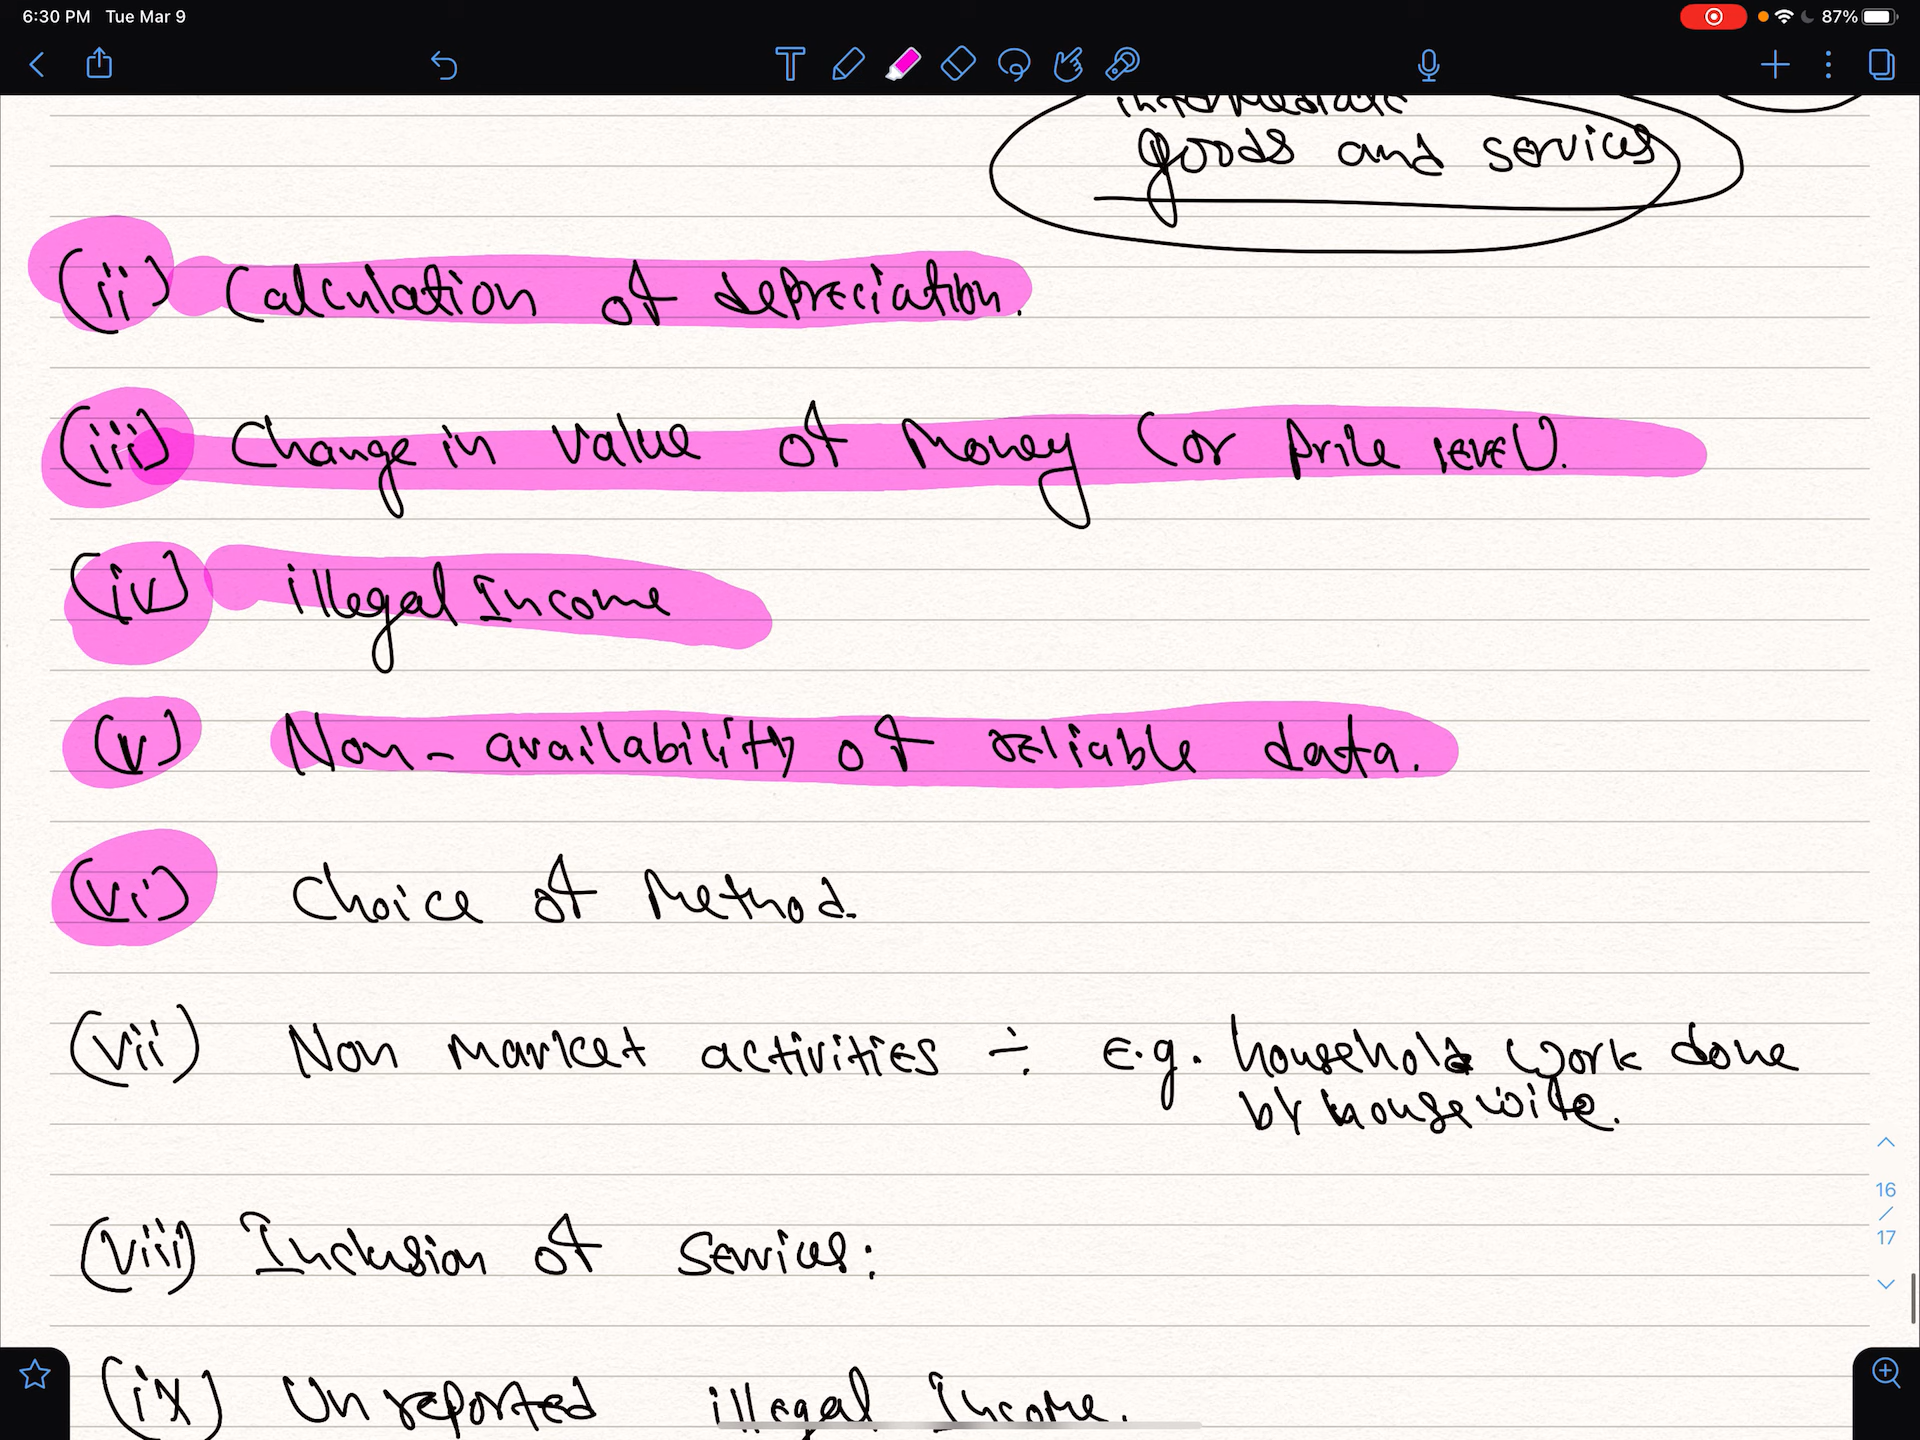 6:30 PM Tue Mar 9
87%
intermediate
goods and services
(ii) Calculation of depreciation.
(iii) Change in value of Money (or Price level).
(iv) illegal Income
(v) Non-availability of reliable data.
(vi) Choice of Method.
(vii) Non Market activities ÷ E.g. household work done
by housewife.
16
/
17
(viii) Inclusion of Services:
(ix) Unreported illegal Income.